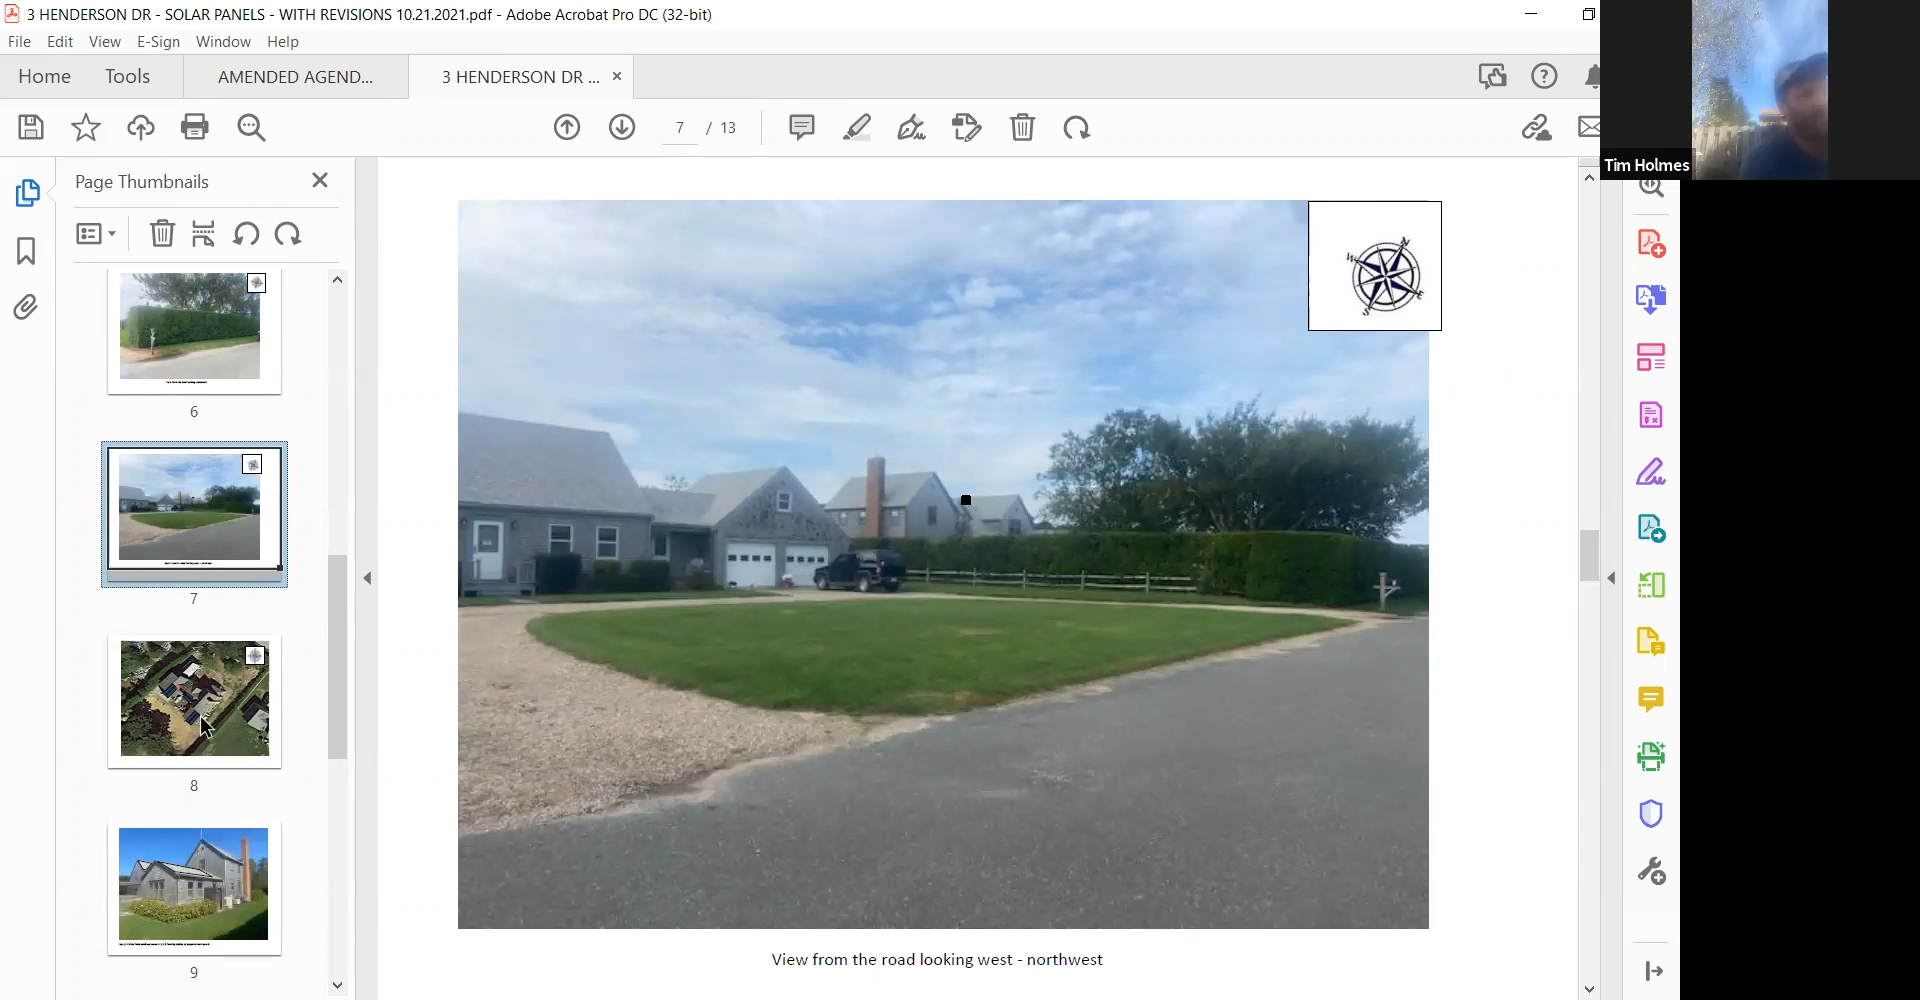 3 HENDERSON DR - SOLAR PANELS - WITH REVISIONS 10.21.2021.pdf - Adobe Acrobat Pro DC (32-bit)
File Edit View E-Sign Window Help
Home Tools AMENDED AGEND... 3 HENDERSON DR ... ×
7 / 13
Tim Holmes
Page Thumbnails
6
7
8
9
N
W
E
S
View from the road looking west - northwest